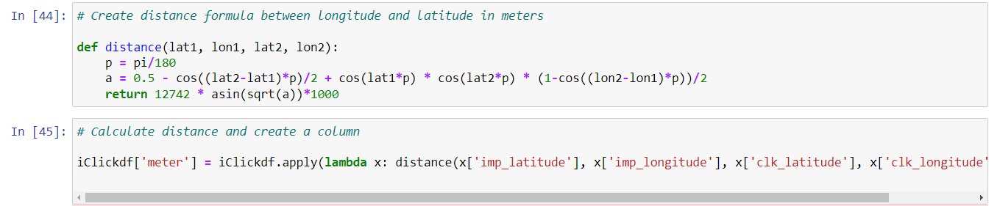 In [44]: # Create distance formula between longitude and latitude in meters
def distance(lat1, lon1, lat2, lon2):
    p = pi/180
    a = 0.5 - cos((lat2-lat1)*p)/2 + cos(lat1*p) * cos(lat2*p) * (1-cos((lon2-lon1)*p))/2
    return 12742 * asin(sqrt(a))*1000
In [45]: # Calculate distance and create a column
iClickdf['meter'] = iClickdf.apply(lambda x: distance(x['imp_latitude'], x['imp_longitude'], x['clk_latitude'], x['clk_longitude'